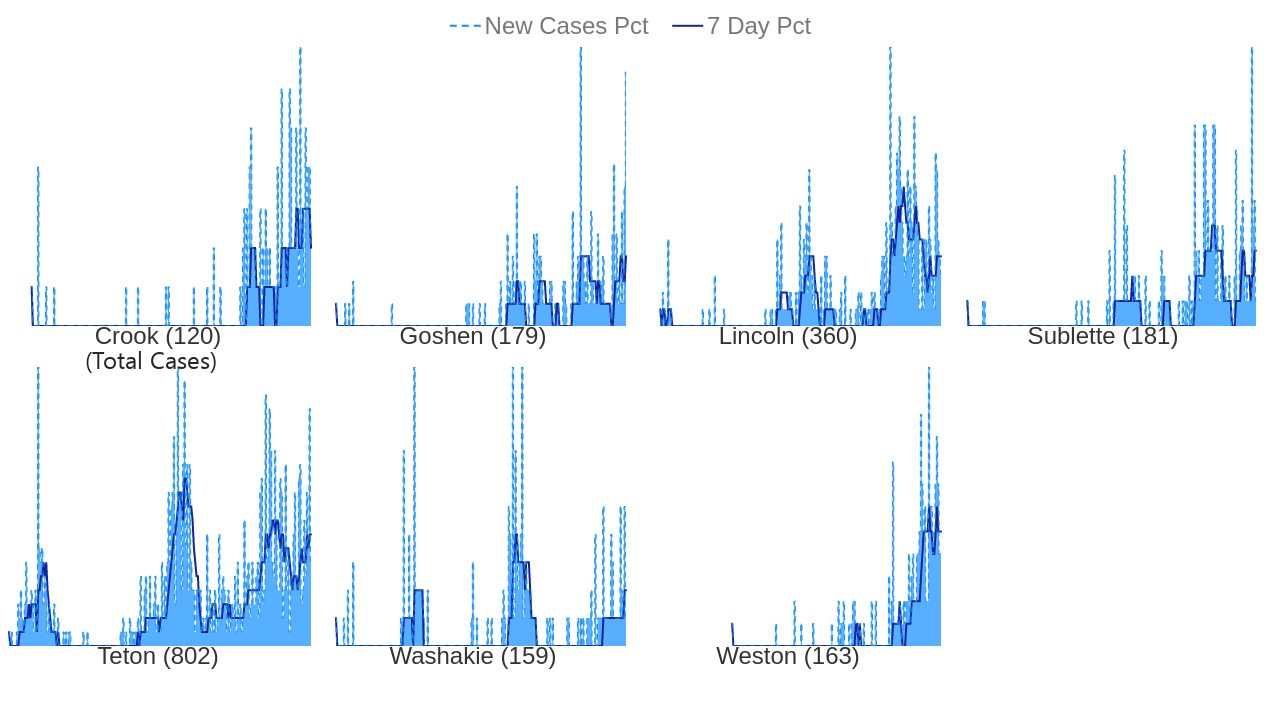 New Cases Pct 7 Day Pct
Crook (120) Goshen (179) Lincoln (360) Sublette (181)
(Total Cases)
Teton (802) Washakie (159) Weston (163)